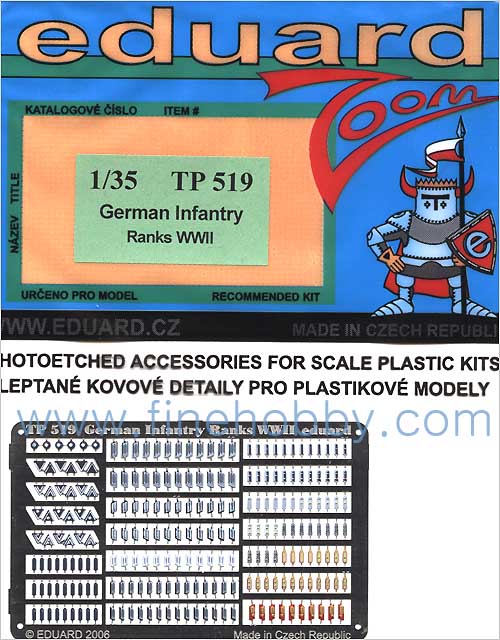 eduard
Zoom
KATALOGOVÉ ČÍSLO ITEM #
NÁZEV TITLE
1/35 TP 519
German Infantry
Ranks WWII
e
URČENO PRO MODEL RECOMMENDED KIT
WWW.EDUARD.CZ MADE IN CZECH REPUBLIC
HOTOETCHED ACCESSORIES FOR SCALE PLASTIC KITS
LEPTANÉ KOVOVÉ DETAILY PRO PLASTIKOVÉ MODELY
www.finehobby.com
TP 519 German Infantry Ranks WWII eduard
© EDUARD 2006 Made in Czech Republic